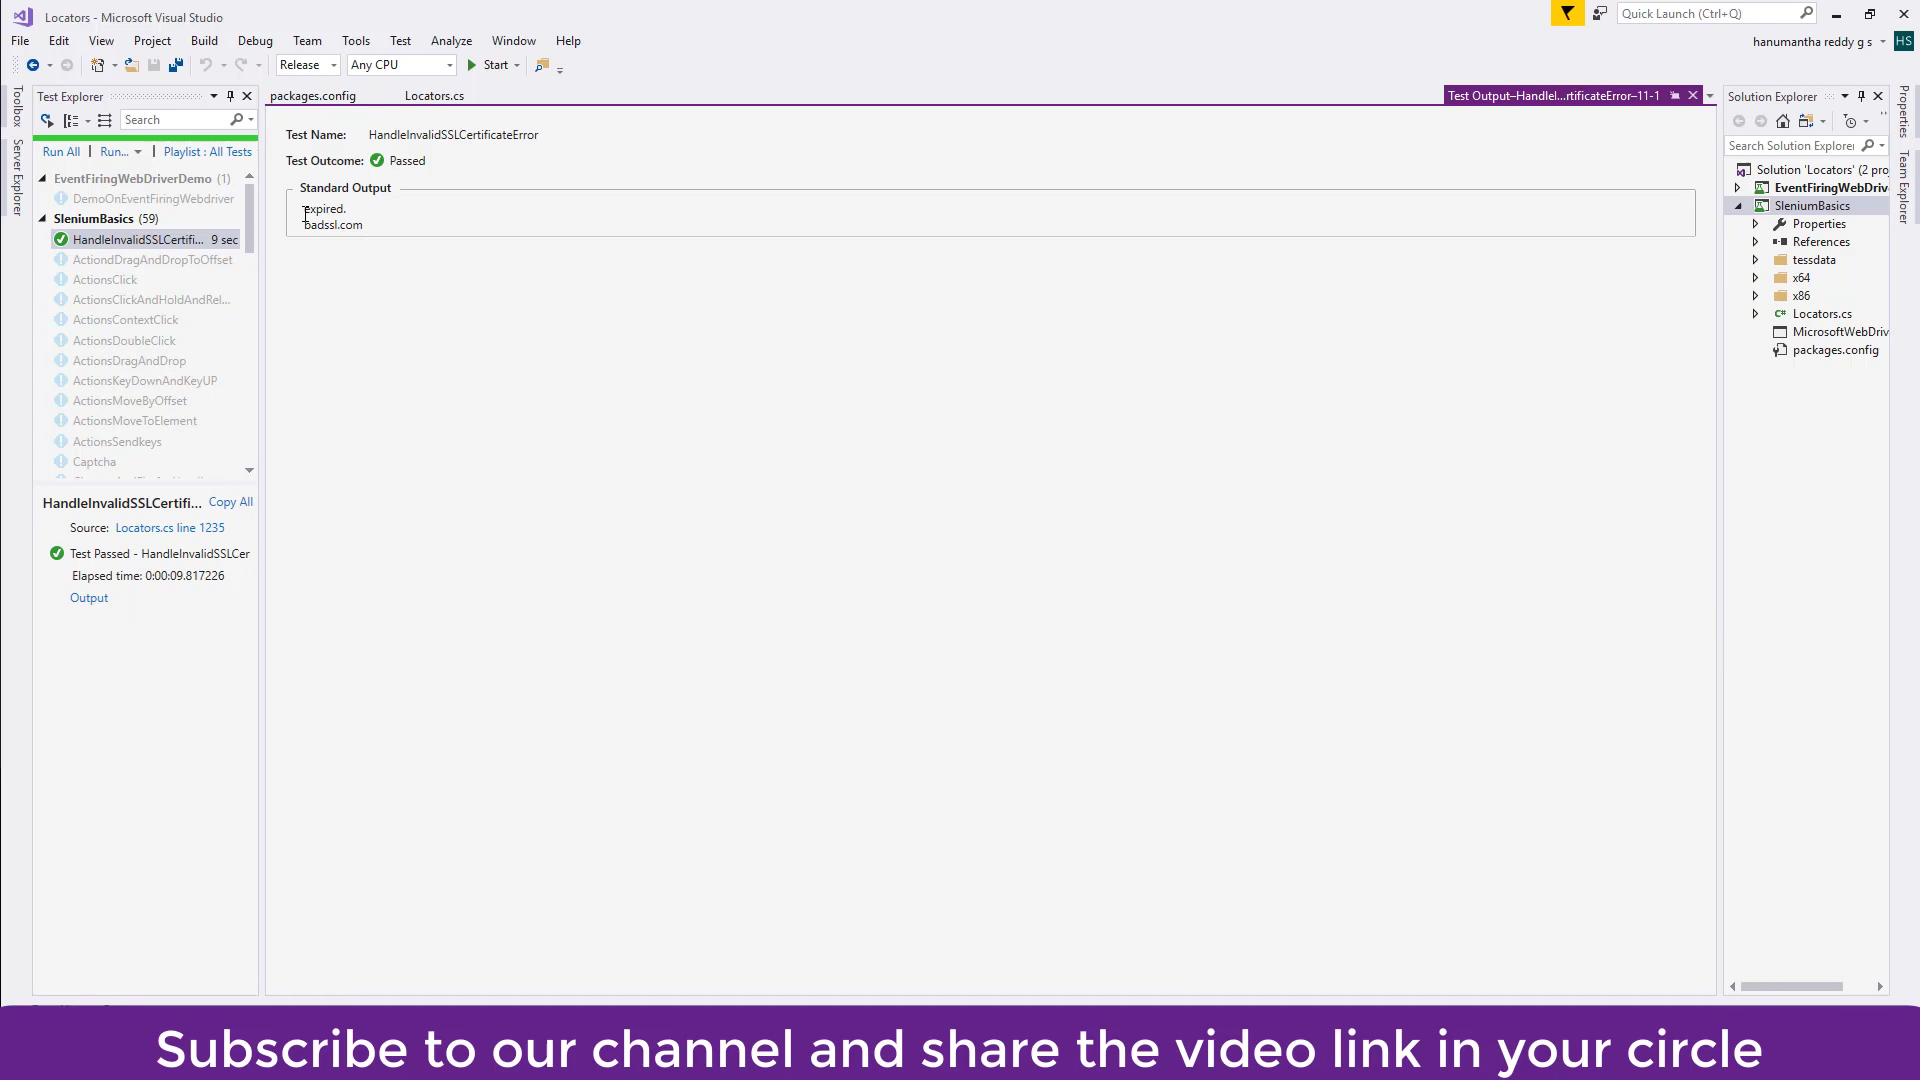 Locators - Microsoft Visual Studio
Quick Launch (Ctrl+Q)
File Edit View Project Build Debug Team Tools Test Analyze Window Help
hanumantha reddy g s HS
Release Any CPU Start
Toolbox
Server Explorer
Test Explorer
Search
Run All | Run... | Playlist : All Tests
EventFiringWebDriverDemo (1)
DemoOnEventFiringWebdriver
SleniumBasics (59)
HandleInvalidSSLCertifi... 9 sec
ActiondDragAndDropToOffset
ActionsClick
ActionsClickAndHoldAndRel...
ActionsContextClick
ActionsDoubleClick
ActionsDragAndDrop
ActionsKeyDownAndKeyUP
ActionsMoveByOffset
ActionsMoveToElement
ActionsSendkeys
Captcha
HandleInvalidSSLCertifi... Copy All
Source: Locators.cs line 1235
Test Passed - HandleInvalidSSLCer
Elapsed time: 0:00:09.817226
Output
packages.config Locators.cs Test Output–HandleI...rtificateError–11-1
Test Name: HandleInvalidSSLCertificateError
Test Outcome: Passed
Standard Output
expired.
badssl.com
Solution Explorer
Search Solution Explorer
Solution 'Locators' (2 proj
EventFiringWebDriv
SleniumBasics
Properties
References
tessdata
x64
x86
Locators.cs
MicrosoftWebDriv
packages.config
Properties
Team Explorer
Subscribe to our channel and share the video link in your circle